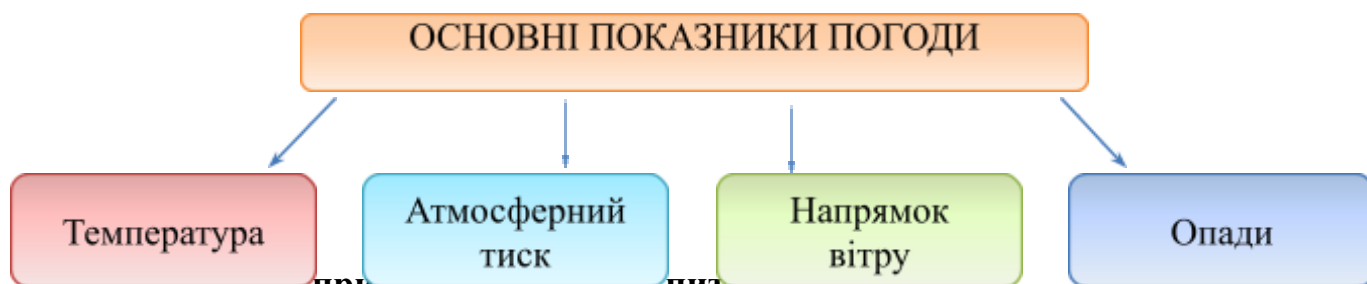 ОСНОВНІ ПОКАЗНИКИ ПОГОДИ
Температура
Атмосферний
тиск
Напрямок
вітру
Опади